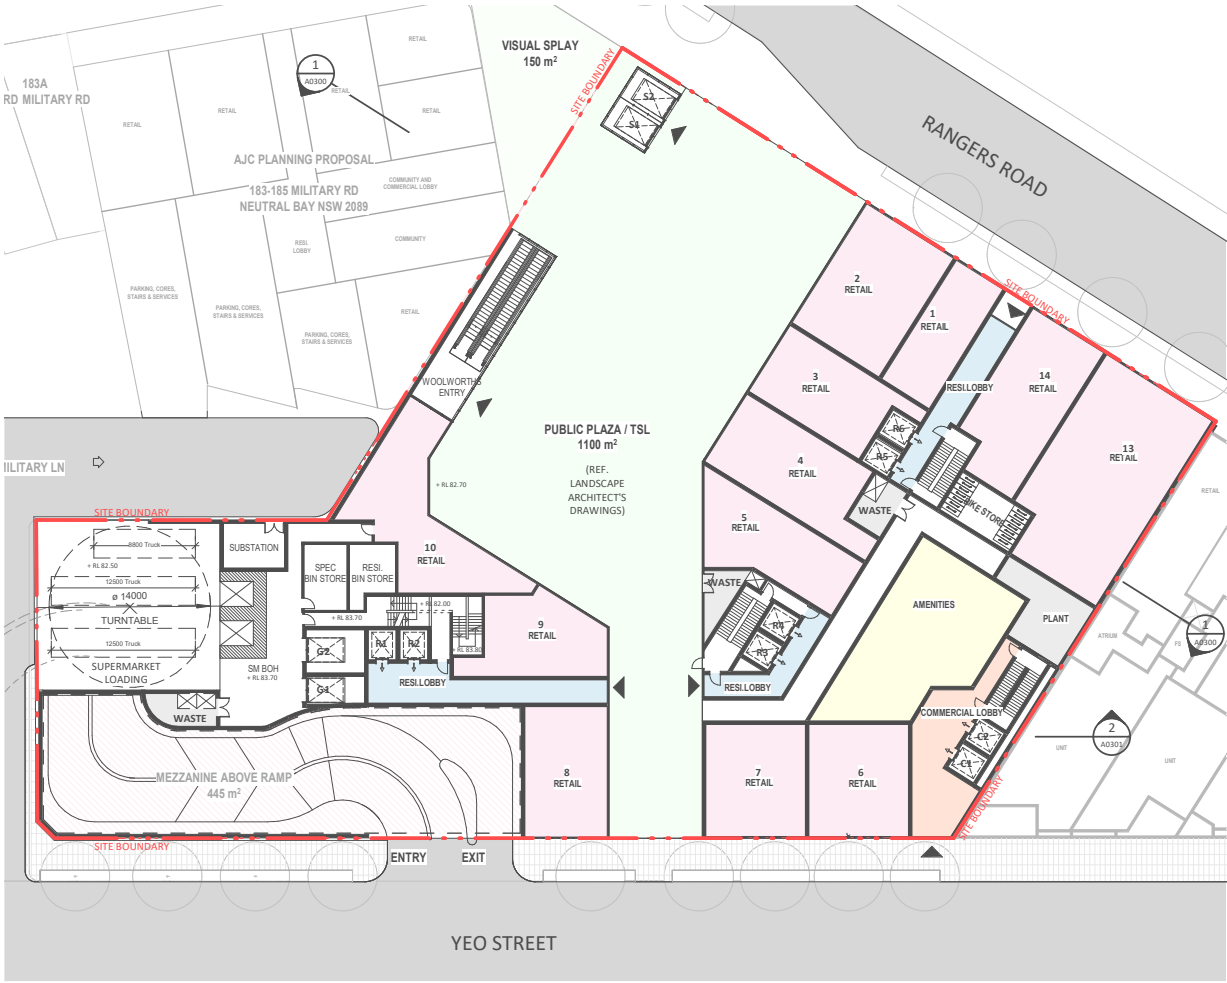 VISUAL SPLAY
150 m²
SITE BOUNDARY
S2
S1
RANGERS ROAD
183A
RD MILITARY RD
1
A0300
RETAIL
RETAIL
RETAIL
RETAIL
RETAIL
AJC PLANNING PROPOSAL
183-185 MILITARY RD
NEUTRAL BAY NSW 2089
COMMUNITY AND
COMMERCIAL LOBBY
RESI.
LOBBY
COMMUNITY
PARKING, CORES,
STAIRS & SERVICES
PARKING, CORES,
STAIRS & SERVICES
PARKING, CORES,
STAIRS & SERVICES
RETAIL
WOOLWORTHS
ENTRY
2
RETAIL
1
RETAIL
SITE BOUNDARY
3
RETAIL
RESI.LOBBY
14
RETAIL
13
RETAIL
R6
R5
4
RETAIL
PUBLIC PLAZA / TSL
1100 m²
(REF.
LANDSCAPE
ARCHITECT'S
DRAWINGS)
MILITARY LN
+ RL 82.70
WASTE
BIKE STORE
RETAIL
5
RETAIL
SITE BOUNDARY
8800 Truck
+ RL 82.50
12500 Truck
ø 14000
TURNTABLE
12500 Truck
SUPERMARKET
LOADING
SUBSTATION
SPEC
BIN STORE
RESI.
BIN STORE
10
RETAIL
+ RL 82.00
+ RL 83.70
+ RL 83.80
9
RETAIL
WASTE
R4
R3
RESI.LOBBY
AMENITIES
PLANT
ATRIUM
FS
1
A0300
G2
G1
R1
R2
RESI.LOBBY
SM BOH
+ RL 83.70
WASTE
COMMERCIAL LOBBY
C2
C1
2
A0301
UNIT
UNIT
MEZZANINE ABOVE RAMP
445 m²
8
RETAIL
7
RETAIL
6
RETAIL
SITE BOUNDARY
SITE BOUNDARY
ENTRY
EXIT
YEO STREET